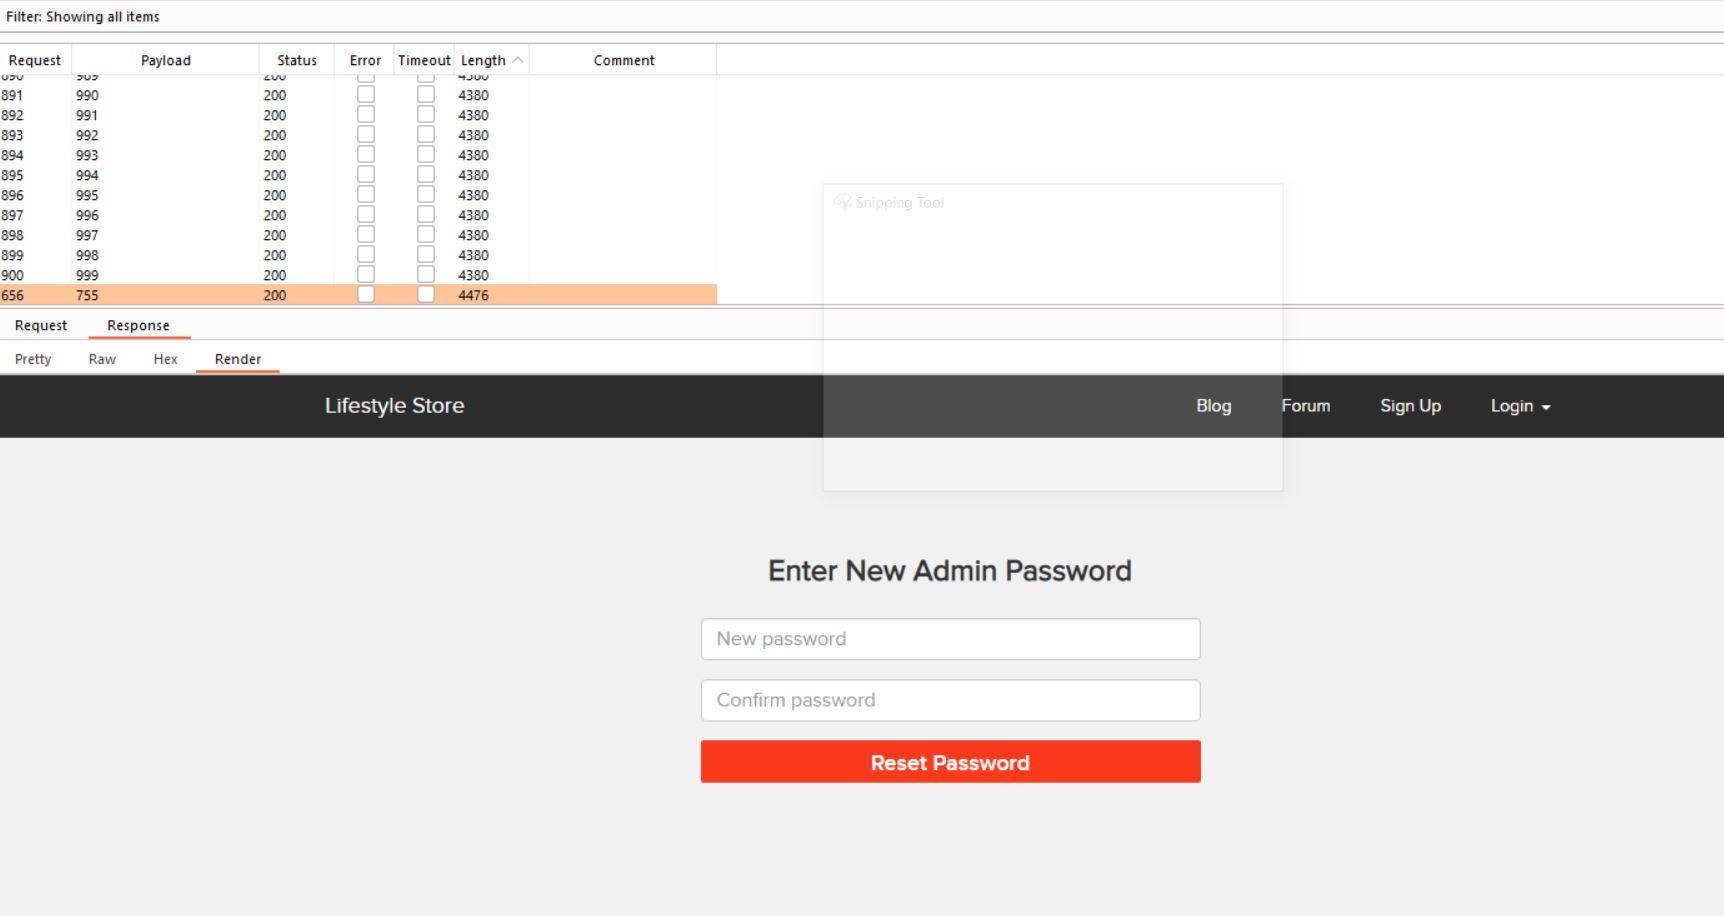 Filter: Showing all items
Request Payload Status Error Timeout Length Comment
890 989 200 4380
891 990 200 4380
892 991 200 4380
893 992 200 4380
894 993 200 4380
895 994 200 4380
896 995 200 4380
897 996 200 4380
898 997 200 4380
899 998 200 4380
900 999 200 4380
656 755 200 4476
Snipping Tool
Request Response
Pretty Raw Hex Render
Lifestyle Store Blog Forum Sign Up Login
Enter New Admin Password
New password
Confirm password
Reset Password